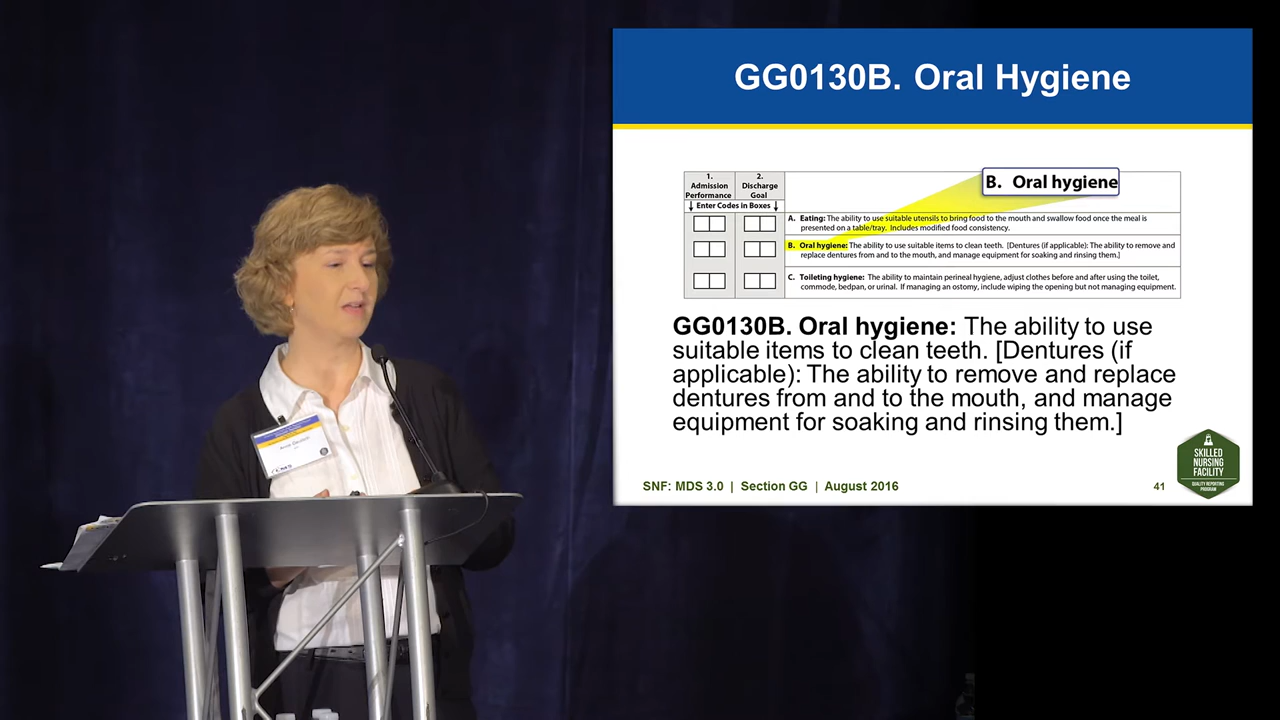 GG0130B. Oral Hygiene
1.
Admission
Performance
2.
Discharge
Goal
↓ Enter Codes in Boxes ↓
B. Oral hygiene
A. Eating: The ability to use suitable utensils to bring food to the mouth and swallow food once the meal is
presented on a table/tray. Includes modified food consistency.
B. Oral hygiene: The ability to use suitable items to clean teeth. [Dentures (if applicable): The ability to remove and
replace dentures from and to the mouth, and manage equipment for soaking and rinsing them.]
C. Toileting hygiene: The ability to maintain perineal hygiene, adjust clothes before and after using the toilet,
commode, bedpan, or urinal. If managing an ostomy, include wiping the opening but not managing equipment.
GG0130B. Oral hygiene: The ability to use
suitable items to clean teeth. [Dentures (if
applicable): The ability to remove and replace
dentures from and to the mouth, and manage
equipment for soaking and rinsing them.]
SNF: MDS 3.0 | Section GG | August 2016
41
SKILLED
NURSING
FACILITY
QUALITY REPORTING
PROGRAM
CMS